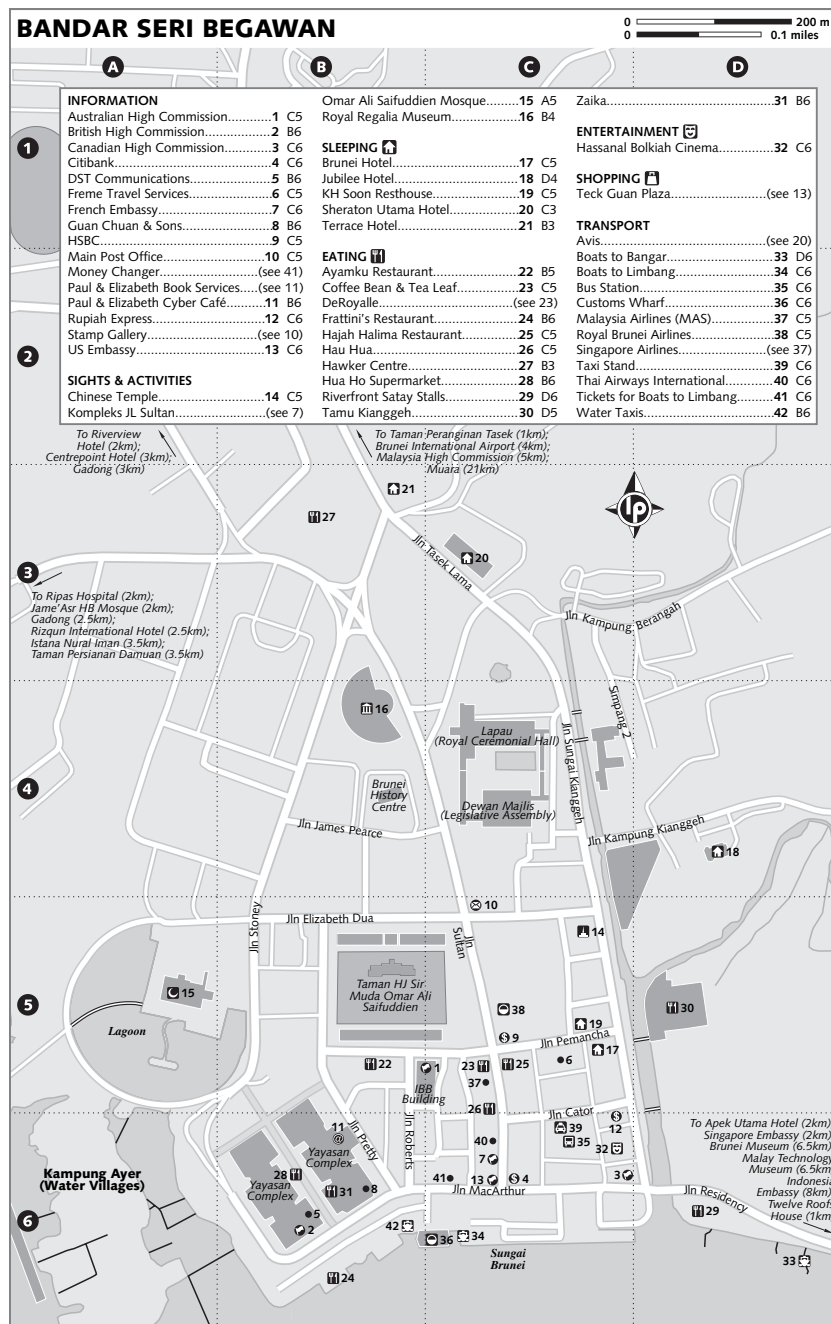 BANDAR SERI BEGAWAN
0 200 m
0 0.1 miles
A B C D
1
2
3
4
5
6
INFORMATION
Australian High Commission............1 C5
British High Commission............2 B6
Canadian High Commission............3 C6
Citibank............4 C6
DST Communications............5 B6
Freme Travel Services............6 C5
French Embassy............7 C6
Guan Chuan & Sons............8 B6
HSBC............9 C5
Main Post Office............10 C5
Money Changer............(see 41)
Paul & Elizabeth Book Services......(see 11)
Paul & Elizabeth Cyber Café............11 B6
Rupiah Express............12 C6
Stamp Gallery............(see 10)
US Embassy............13 C6
SIGHTS & ACTIVITIES
Chinese Temple............14 C5
Kompleks JL Sultan............(see 7)
Omar Ali Saifuddien Mosque............15 A5
Royal Regalia Museum............16 B4
SLEEPING
Brunei Hotel............17 C5
Jubilee Hotel............18 D4
KH Soon Resthouse............19 C5
Sheraton Utama Hotel............20 C3
Terrace Hotel............21 B3
EATING
Ayamku Restaurant............22 B5
Coffee Bean & Tea Leaf............23 C5
DeRoyalle............(see 23)
Frattini's Restaurant............24 B6
Hajah Halima Restaurant............25 C5
Hau Hua............26 C5
Hawker Centre............27 B3
Hua Ho Supermarket............28 B6
Riverfront Satay Stalls............29 D6
Tamu Kianggeh............30 D5
Zaika............31 B6
ENTERTAINMENT
Hassanal Bolkiah Cinema............32 C6
SHOPPING
Teck Guan Plaza............(see 13)
TRANSPORT
Avis............(see 20)
Boats to Bangar............33 D6
Boats to Limbang............34 C6
Bus Station............35 C6
Customs Wharf............36 C6
Malaysia Airlines (MAS)............37 C5
Royal Brunei Airlines............38 C5
Singapore Airlines............(see 37)
Taxi Stand............39 C6
Thai Airways International............40 C6
Tickets for Boats to Limbang............41 C6
Water Taxis............42 B6
To Riverview
Hotel (2km);
Centrepoint Hotel (3km);
Gadong (3km)
To Taman Peranginan Tasek (1km);
Brunei International Airport (4km);
Malaysia High Commission (5km);
Muara (21km)
21
27
lp
20
Jln Tasek Lama
To Ripas Hospital (2km);
Jame'Asr HB Mosque (2km);
Gadong (2.5km);
Rizqun International Hotel (2.5km);
Istana Nurul Iman (3.5km);
Taman Persianan Damuan (3.5km)
Jln Kampung Berangah
Simpang 2
16
Lapau
(Royal Ceremonial Hall)
Jln Sungai Kianggeh
Brunei
History
Centre
Dewan Majlis
(Legislative Assembly)
Jln James Pearce
Jln Kampung Kianggeh
18
10
Jln Stoney
Jln Elizabeth Dua
Jln Sultan
14
Taman HJ Sir
Muda Omar Ali
Saifuddien
15
Lagoon
38
30
19
9
Jln Pemancha
17
6
22
1
IBB
Building
23
25
37
26
Jln Cator
12
39
35
32
11
@
Yayasan
Complex
Jln Pretty
Jln Roberts
40
7
To Apek Utama Hotel (2km)
Singapore Embassy (2km)
Brunei Museum (6.5km)
Malay Technology
Museum (6.5km)
Indonesia
Embassy (8km)
Twelve Roofs
House (1km)
Kampung Ayer
(Water Villages)
28
Yayasan
Complex
31
8
41
13
4
3
Jln MacArthur
Jln Residency
5
2
29
42
36
34
Sungai
Brunei
33
24